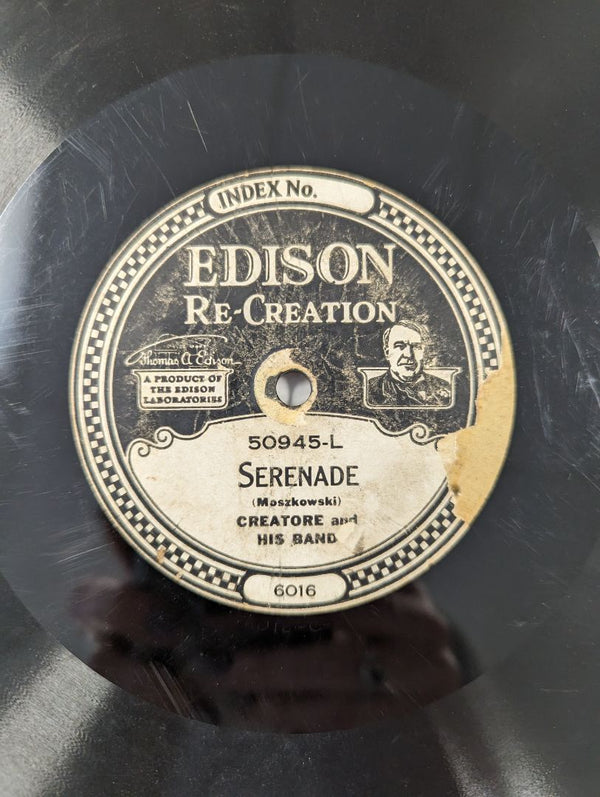 INDEX No.
EDISON
RE-CREATION
Thomas A Edison
A PRODUCT OF
THE EDISON
LABORATORIES
50945-L
SERENADE
(Moszkowski)
CREATORE and
HIS BAND
6016